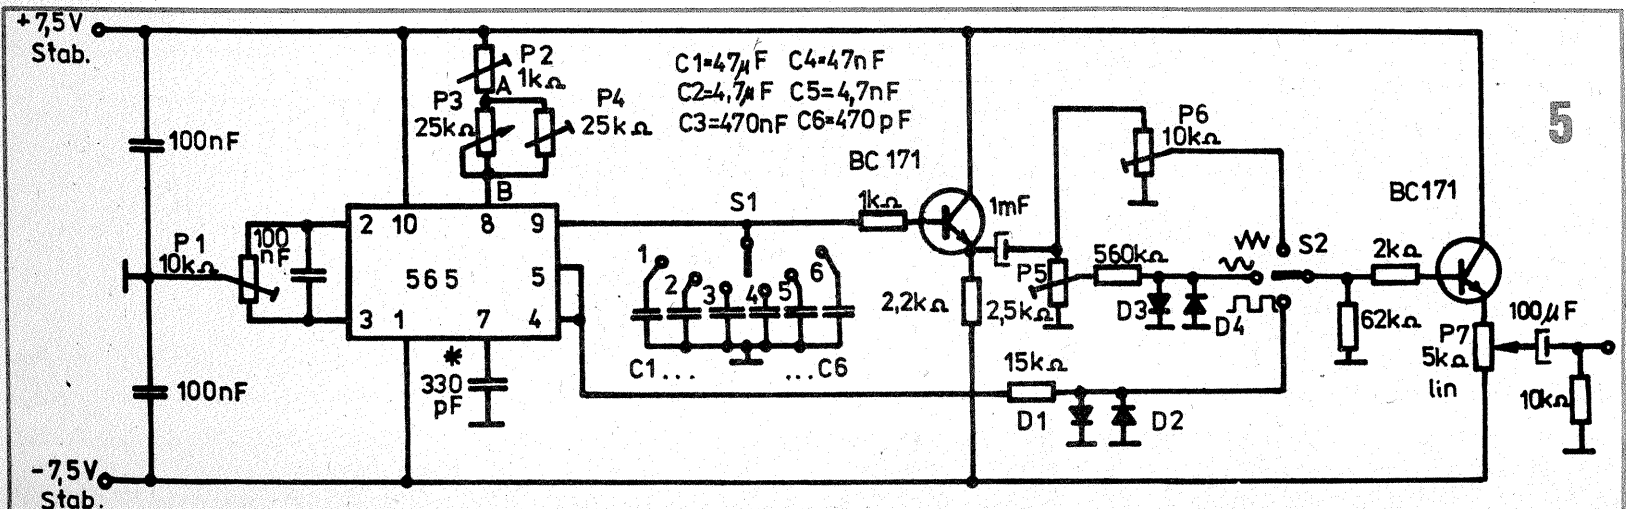 +7,5V
Stab.
100nF
100nF
-7,5V
Stab.
P1
10kΩ
100
nF
P2
1kΩ
A
P3
25kΩ
P4
25kΩ
B
2 10 8 9
565
5
3 1 7 4
*
330
pF
C1=47µF C4=47nF
C2=4,7µF C5=4,7nF
C3=470nF C6=470pF
S1
1
2
3
4
5
6
C1... ...C6
BC 171
1kΩ
1mF
2,2kΩ
P5
2,5kΩ
P6
10kΩ
560kΩ
D3
D4
S2
15kΩ
D1
D2
62kΩ
2kΩ
BC171
P7
5kΩ
lin
100µF
10kΩ
5